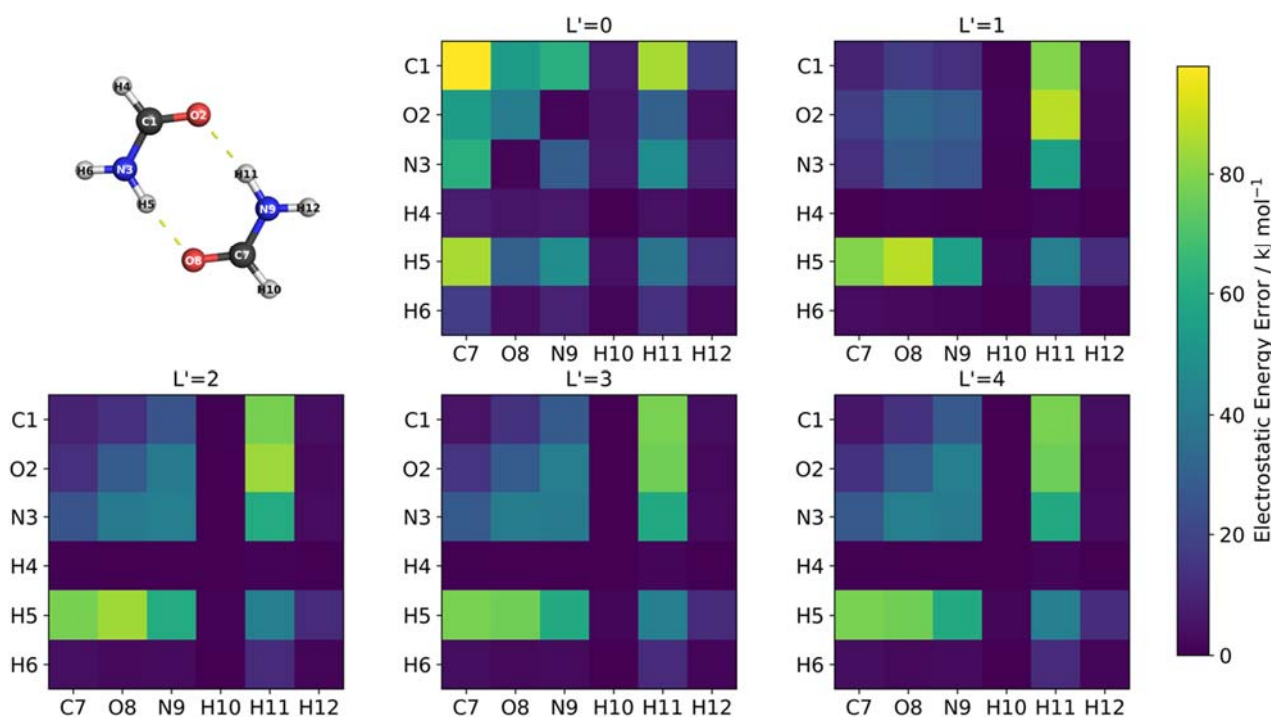 L'=0
L'=1
H4
C1
O2
H6
N3
H5
H11
N9
H12
O8
C7
H10
C1
O2
N3
H4
H5
H6
C7 O8 N9 H10 H11 H12
C1
O2
N3
H4
H5
H6
C7 O8 N9 H10 H11 H12
L'=2
L'=3
L'=4
C1
O2
N3
H4
H5
H6
C7 O8 N9 H10 H11 H12
C1
O2
N3
H4
H5
H6
C7 O8 N9 H10 H11 H12
C1
O2
N3
H4
H5
H6
C7 O8 N9 H10 H11 H12
80
60
40
20
0
Electrostatic Energy Error / kJ mol⁻¹